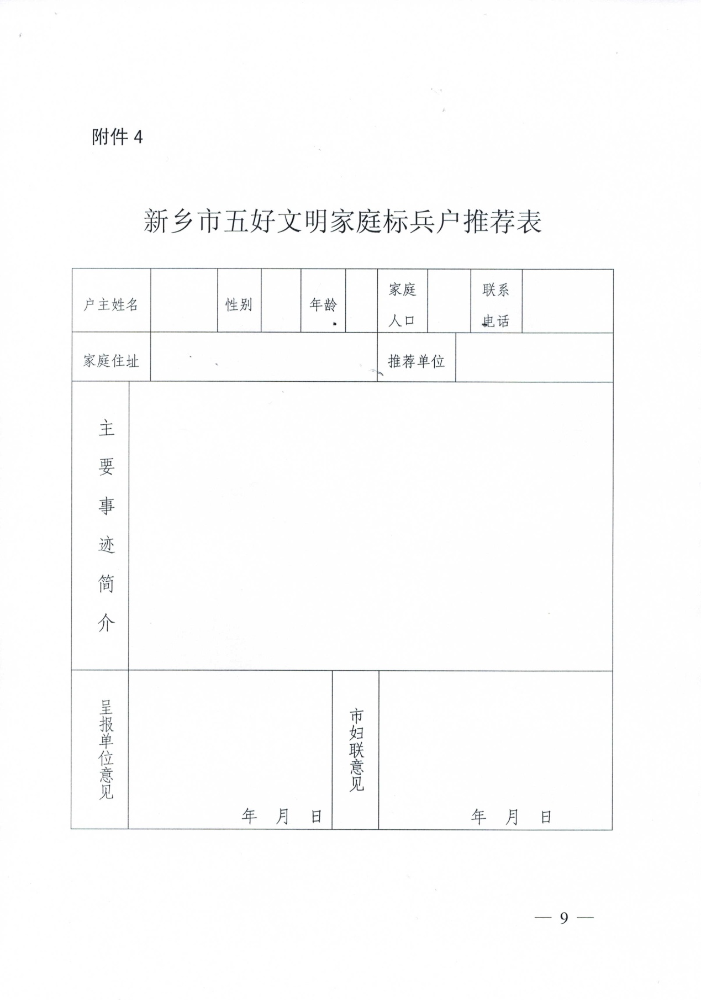 附件 4
新乡市五好文明家庭标兵户推荐表
户主姓名 性别 年龄 家庭人口 联系电话
家庭住址 推荐单位
主要事迹简介
呈报单位意见 年 月 日
市妇联意见 年 月 日
— 9 —